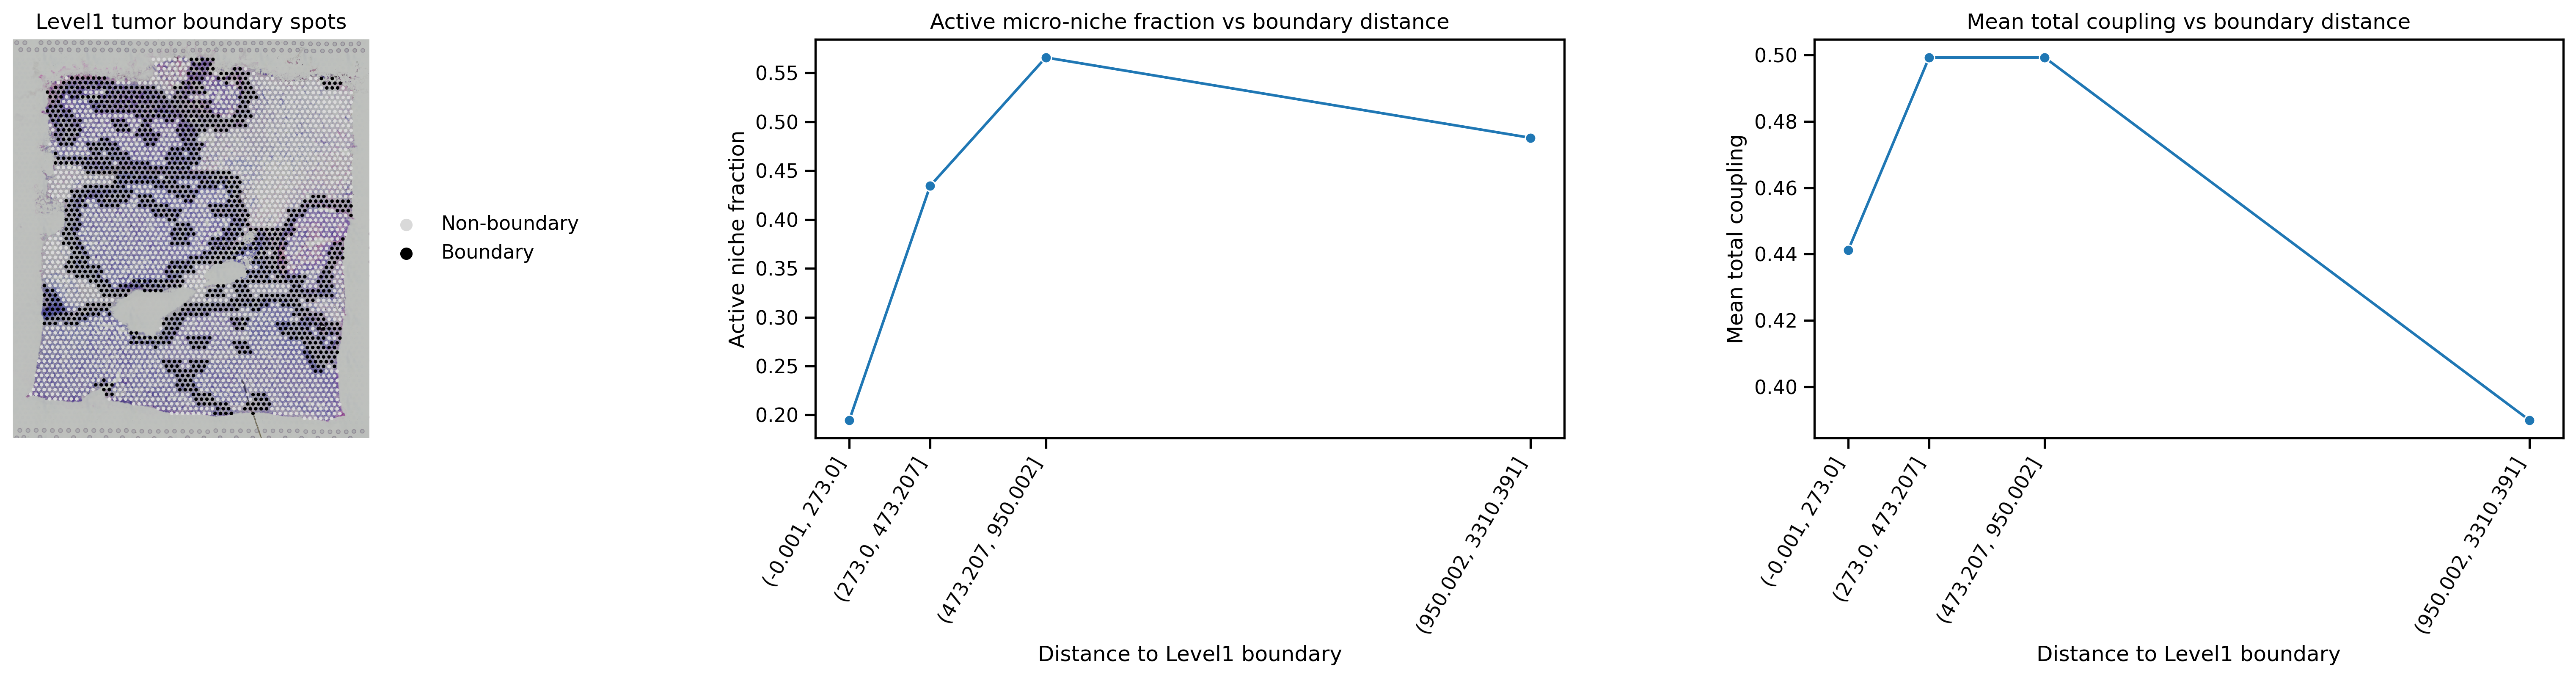 Level1 tumor boundary spots
Non-boundary
Boundary
Active micro-niche fraction vs boundary distance
Active niche fraction
0.55
0.50
0.45
0.40
0.35
0.30
0.25
0.20
(-0.001, 273.0]
(273.0, 473.207]
(473.207, 950.002]
(950.002, 3310.391]
Distance to Level1 boundary
Mean total coupling vs boundary distance
Mean total coupling
0.50
0.48
0.46
0.44
0.42
0.40
(-0.001, 273.0]
(273.0, 473.207]
(473.207, 950.002]
(950.002, 3310.391]
Distance to Level1 boundary